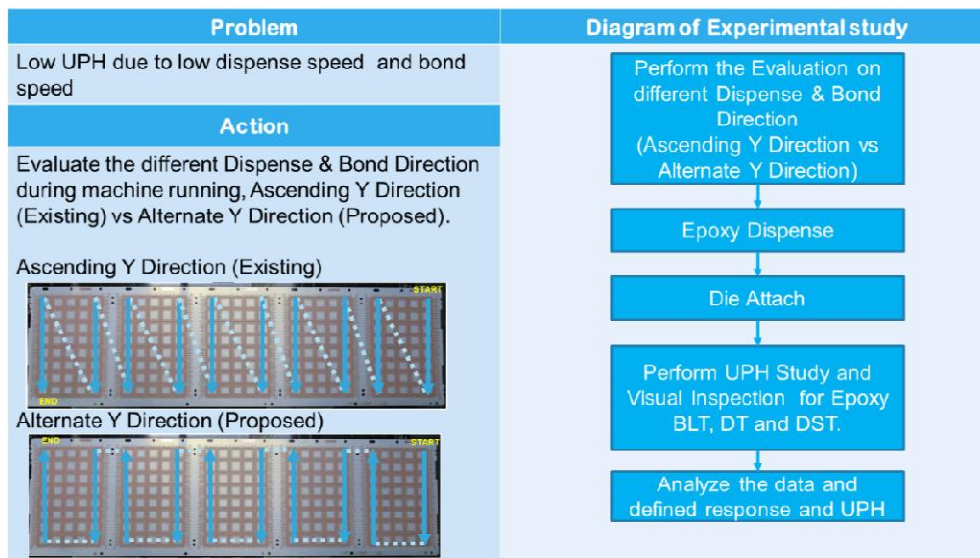 Problem
Low UPH due to low dispense speed and bond
speed
Action
Evaluate the different Dispense & Bond Direction
during machine running, Ascending Y Direction
(Existing) vs Alternate Y Direction (Proposed).
Ascending Y Direction (Existing)
START
END
Alternate Y Direction (Proposed)
END
START
Diagram of Experimental study
Perform the Evaluation on
different Dispense & Bond
Direction
(Ascending Y Direction vs
Alternate Y Direction)
Epoxy Dispense
Die Attach
Perform UPH Study and
Visual Inspection for Epoxy
BLT, DT and DST.
Analyze the data and
defined response and UPH